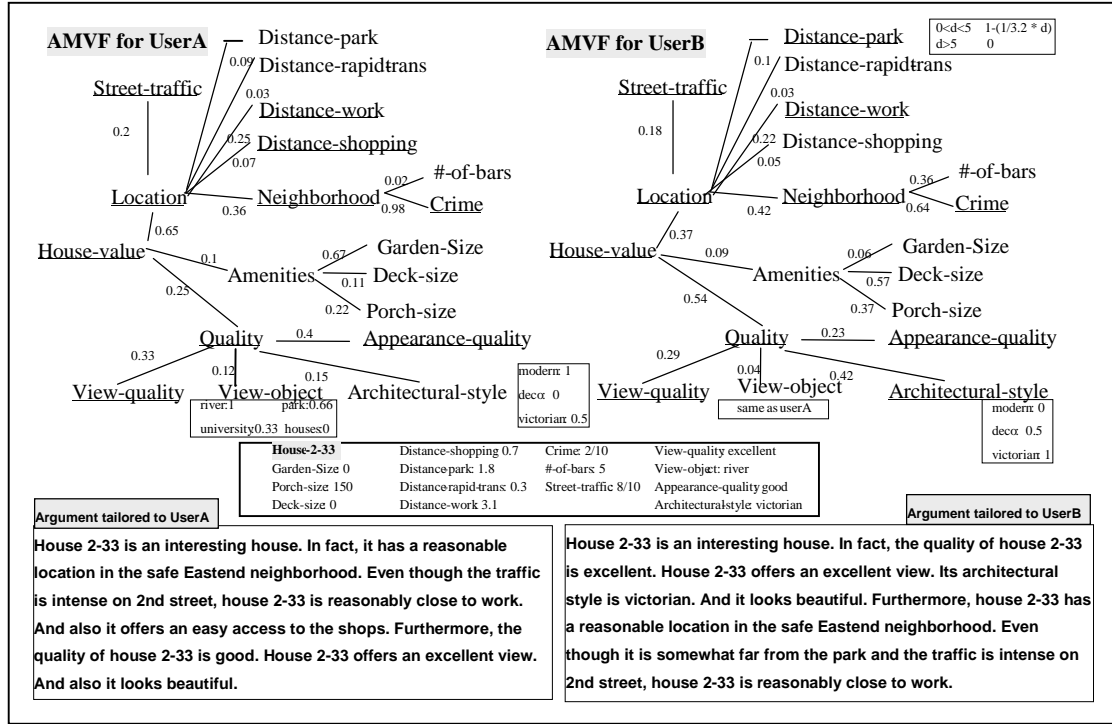 AMVF for UserA
Distance-park
0.09
Distance-rapid-trans
Street-traffic
0.03
Distance-work
0.2
0.25
Distance-shopping
0.07
#-of-bars
0.02
Location
Neighborhood
0.36
0.98
Crime
0.65
House-value
0.1
Amenities
0.67
Garden-Size
0.11
Deck-size
0.22
Porch-size
0.25
Quality
0.4
Appearance-quality
0.33
0.12
0.15
View-quality
View-object
Architectural-style
river:1 park:0.66
university:0.33 houses:0
modern: 1
deco: 0
victorian: 0.5
AMVF for UserB
Distance-park
0<d<5 1-(1/3.2 * d)
d>5 0
0.1
Distance-rapid-trans
Street-traffic
0.03
Distance-work
0.18
0.22
Distance-shopping
0.05
#-of-bars
0.36
Location
Neighborhood
0.42
0.64
Crime
0.37
House-value
0.09
Amenities
0.06
Garden-Size
0.57
Deck-size
0.37
Porch-size
0.54
Quality
0.23
Appearance-quality
0.29
0.04
0.42
View-quality
View-object
Architectural-style
same as userA
modern: 0
deco: 0.5
victorian: 1
House-2-33 Distance-shopping 0.7 Crime: 2/10 View-quality excellent
Garden-Size: 0 Distance-park: 1.8 #-of-bars: 5 View-object: river
Porch-size: 150 Distance-rapid-trans: 0.3 Street-traffic: 8/10 Appearance-quality good
Deck-size: 0 Distance-work 3.1 Architectural-style: victorian
Argument tailored to UserA
House 2-33 is an interesting house. In fact, it has a reasonable
location in the safe Eastend neighborhood. Even though the traffic
is intense on 2nd street, house 2-33 is reasonably close to work.
And also it offers an easy access to the shops. Furthermore, the
quality of house 2-33 is good. House 2-33 offers an excellent view.
And also it looks beautiful.
Argument tailored to UserB
House 2-33 is an interesting house. In fact, the quality of house 2-33
is excellent. House 2-33 offers an excellent view. Its architectural
style is victorian. And it looks beautiful. Furthermore, house 2-33 has
a reasonable location in the safe Eastend neighborhood. Even
though it is somewhat far from the park and the traffic is intense on
2nd street, house 2-33 is reasonably close to work.